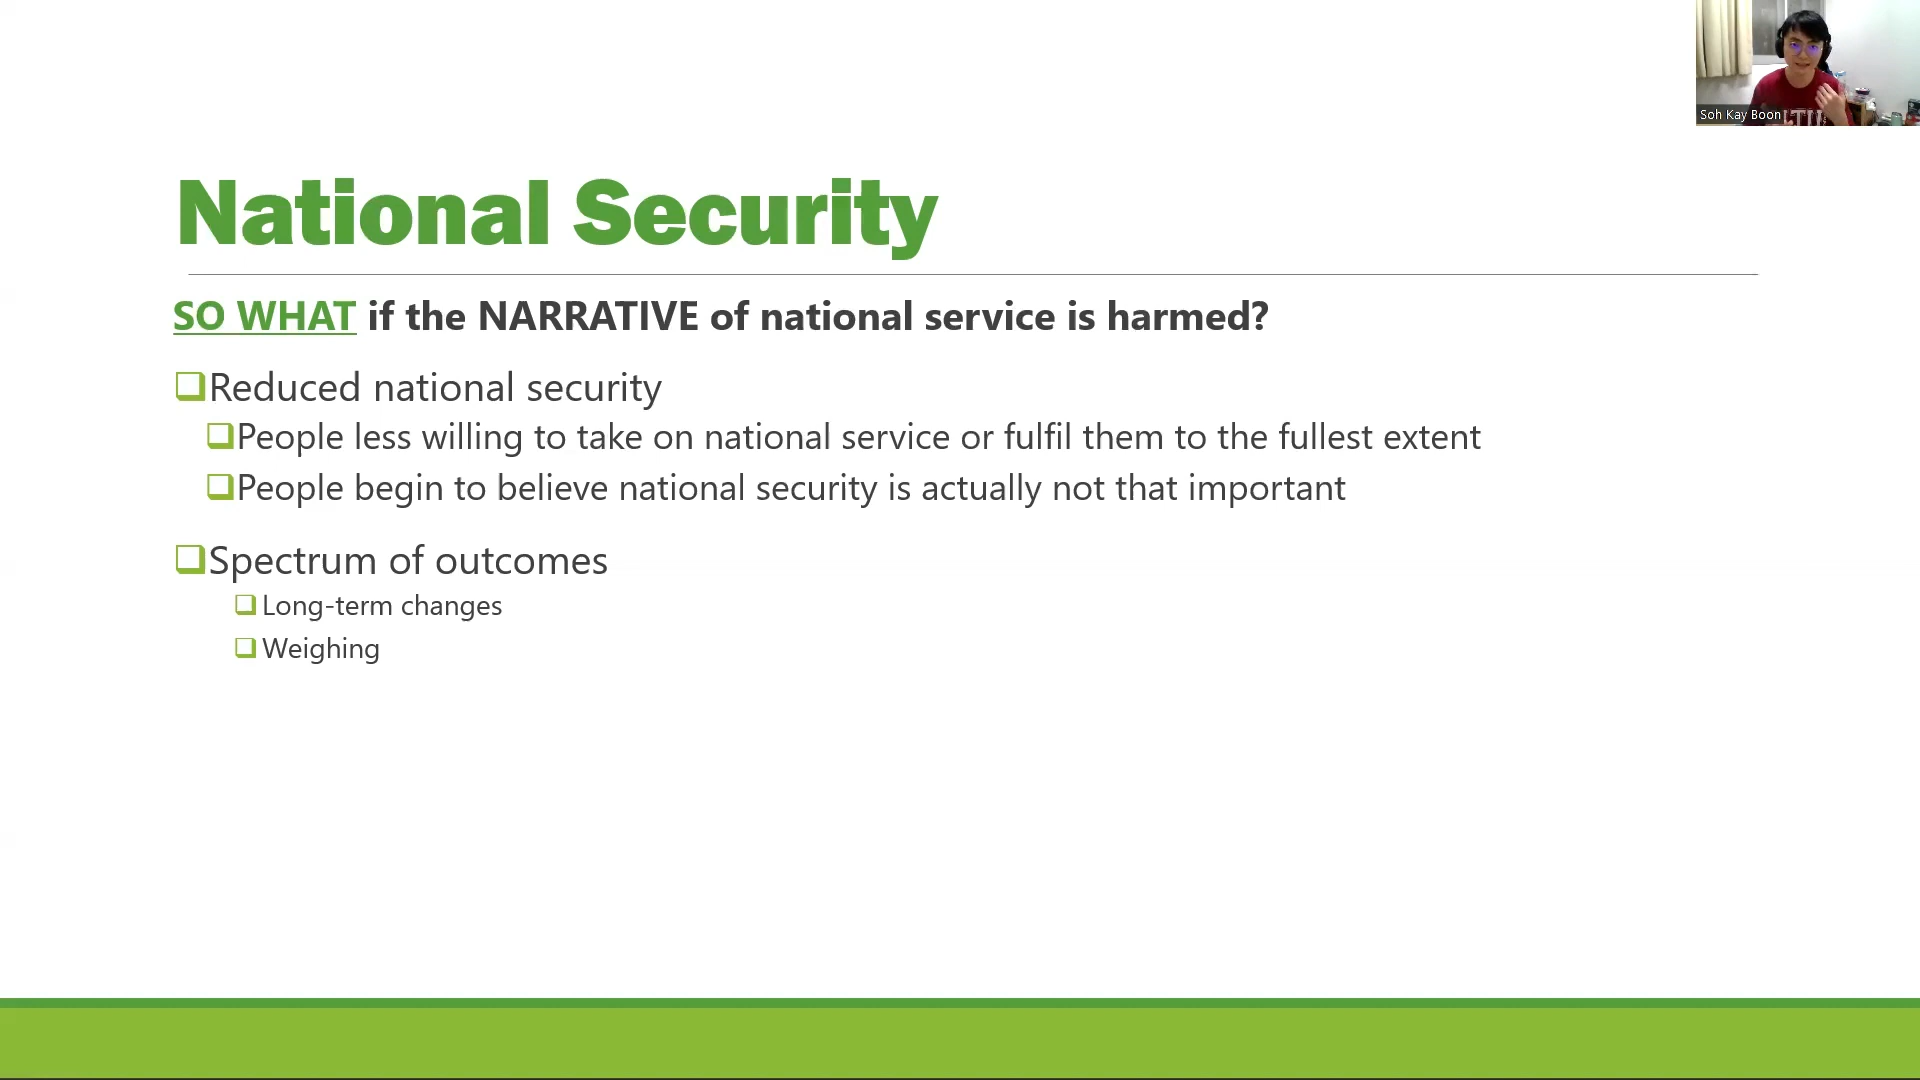 Soh Kay Boon
National Security
SO WHAT if the NARRATIVE of national service is harmed?
Reduced national security
People less willing to take on national service or fulfil them to the fullest extent
People begin to believe national security is actually not that important
Spectrum of outcomes
Long-term changes
Weighing